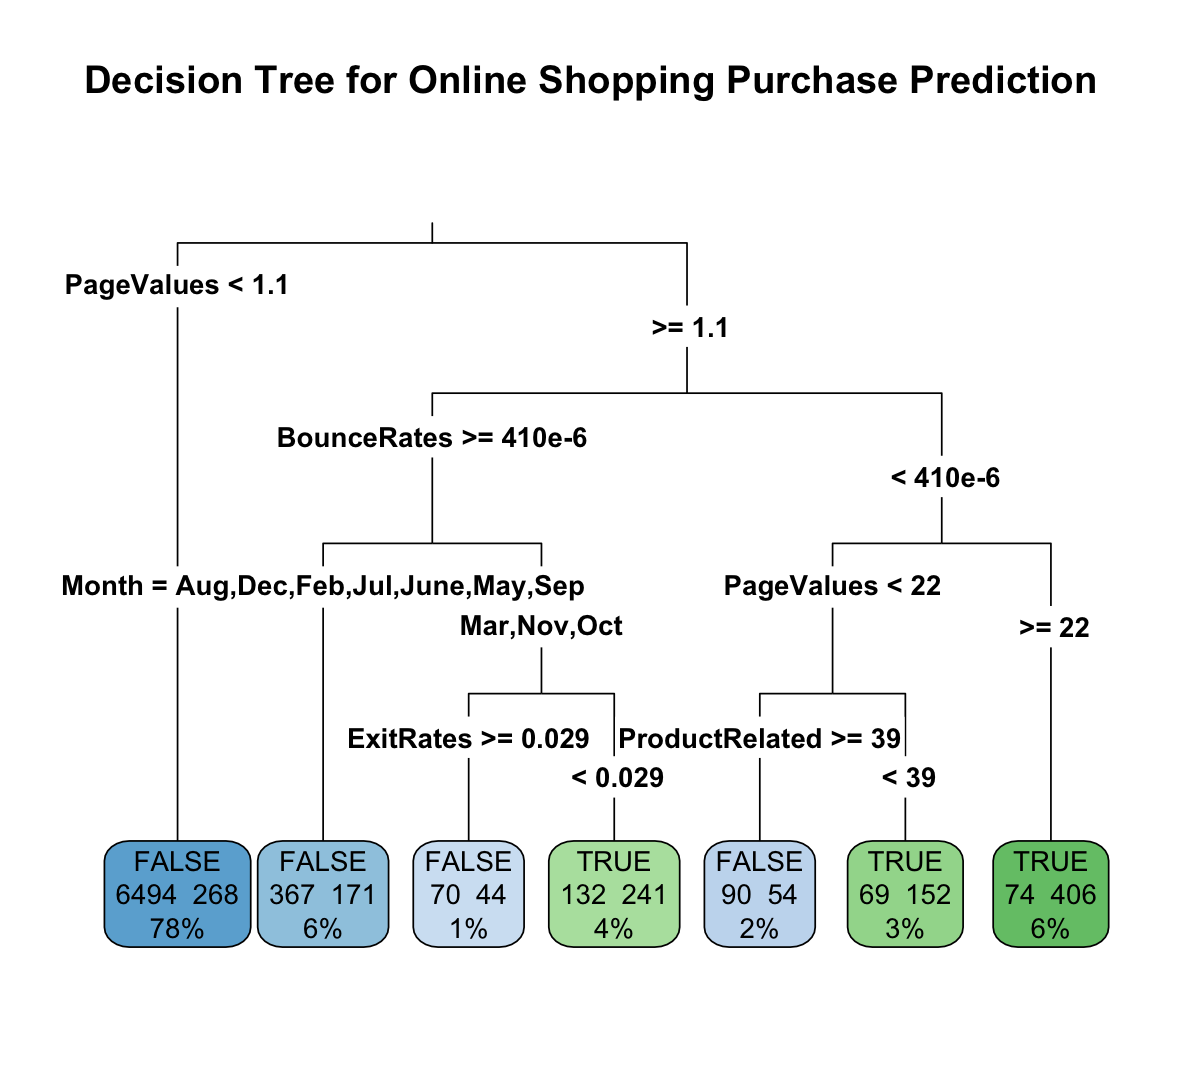 Decision Tree for Online Shopping Purchase Prediction
PageValues < 1.1
>= 1.1
BounceRates >= 410e-6
< 410e-6
Month = Aug,Dec,Feb,Jul,June,May,Sep
Mar,Nov,Oct
PageValues < 22
>= 22
ExitRates >= 0.029
< 0.029
ProductRelated >= 39
< 39
FALSE
6494 268
78%
FALSE
367 171
6%
FALSE
70 44
1%
TRUE
132 241
4%
FALSE
90 54
2%
TRUE
69 152
3%
TRUE
74 406
6%